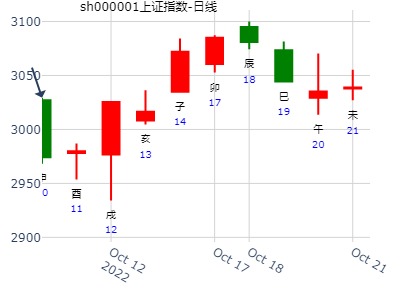 sh000001上证指数-日线
3100
3050
3000
2950
2900
申
0
酉
11
戌
12
亥
13
子
14
卯
17
辰
18
巳
19
午
20
未
21
Oct 12
2022
Oct 17
Oct 18
Oct 21